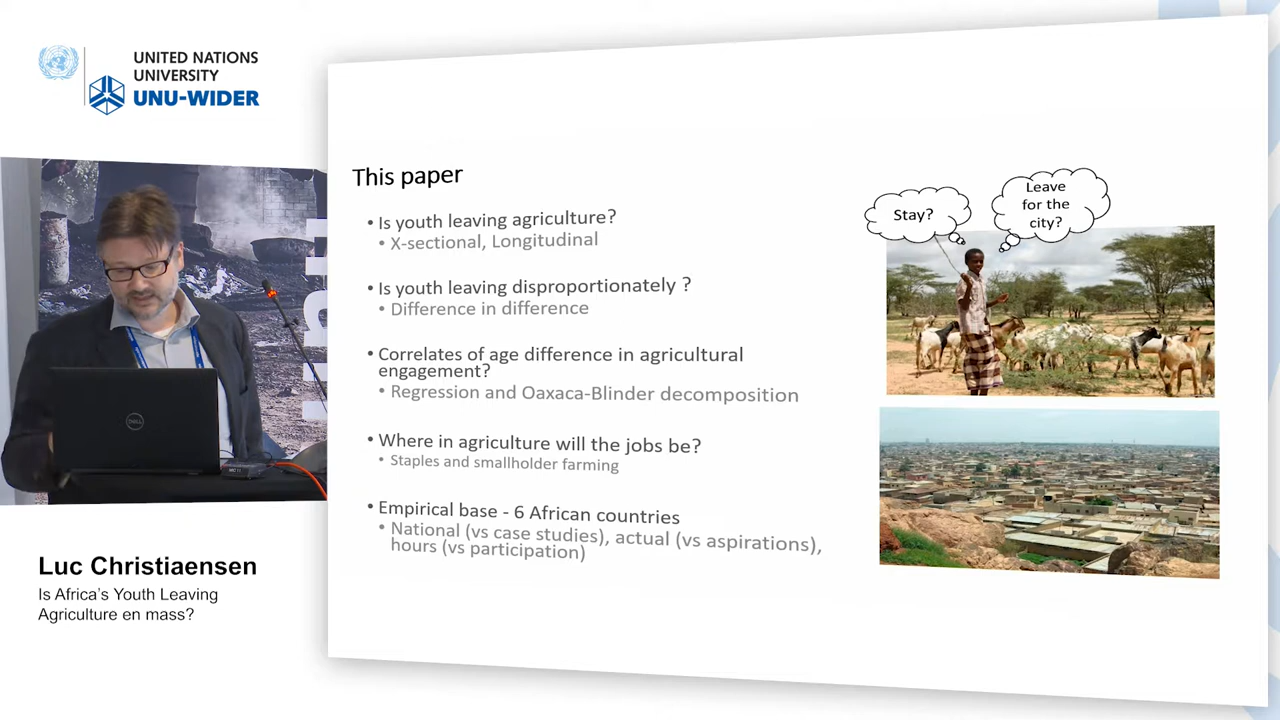 UNITED NATIONS
UNIVERSITY
UNU-WIDER
This paper
• Is youth leaving agriculture?
• X-sectional, Longitudinal
• Is youth leaving disproportionately ?
• Difference in difference
• Correlates of age difference in agricultural
engagement?
• Regression and Oaxaca-Blinder decomposition
• Where in agriculture will the jobs be?
• Staples and smallholder farming
• Empirical base - 6 African countries
• National (vs case studies), actual (vs aspirations),
hours (vs participation)
Stay?
Leave
for the
city?
DELL
Luc Christiaensen
Is Africa's Youth Leaving
Agriculture en mass?